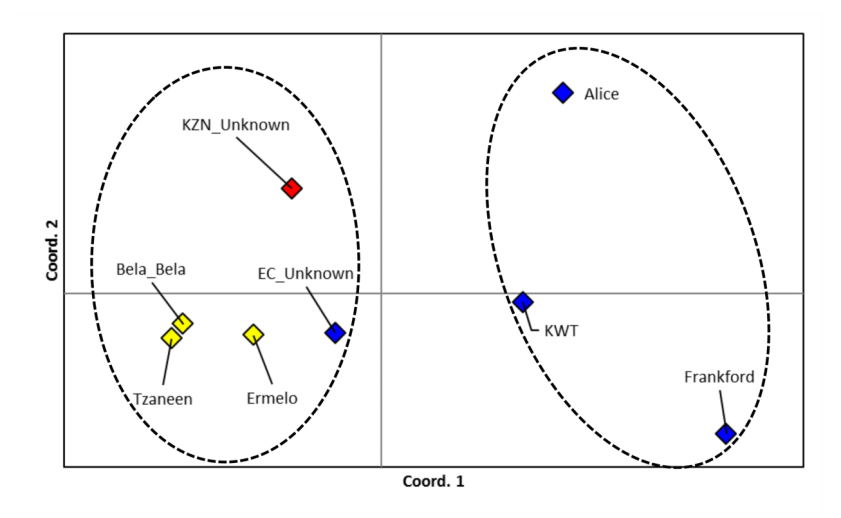 Alice
KZN_Unknown
Coord. 2
Bela_Bela
EC_Unknown
KWT
Frankford
Tzaneen
Ermelo
Coord. 1